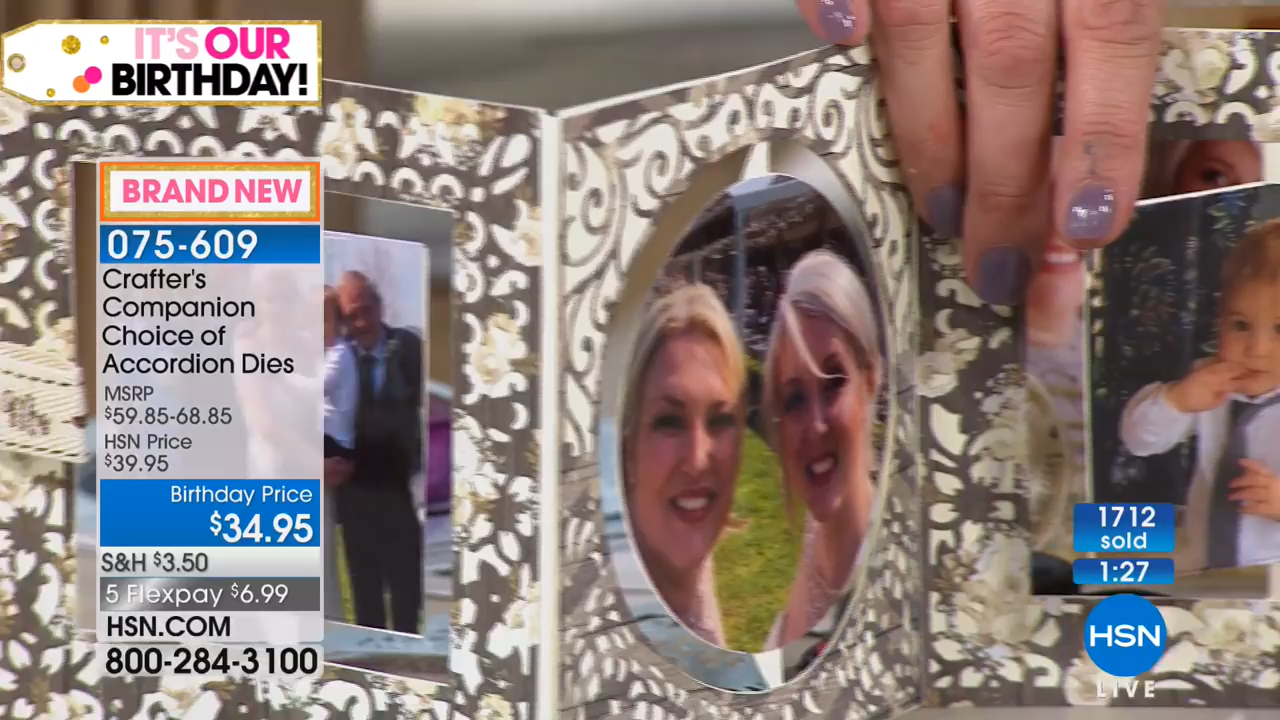 IT'S OUR
BIRTHDAY!
BRAND NEW
075-609
Crafter's
Companion
Choice of
Accordion Dies
MSRP
$59.85-68.85
HSN Price
$39.95
Birthday Price
$34.95
S&H $3.50
5 Flexpay $6.99
HSN.COM
800-284-3100
1712
sold
1:27
HSN
LIVE